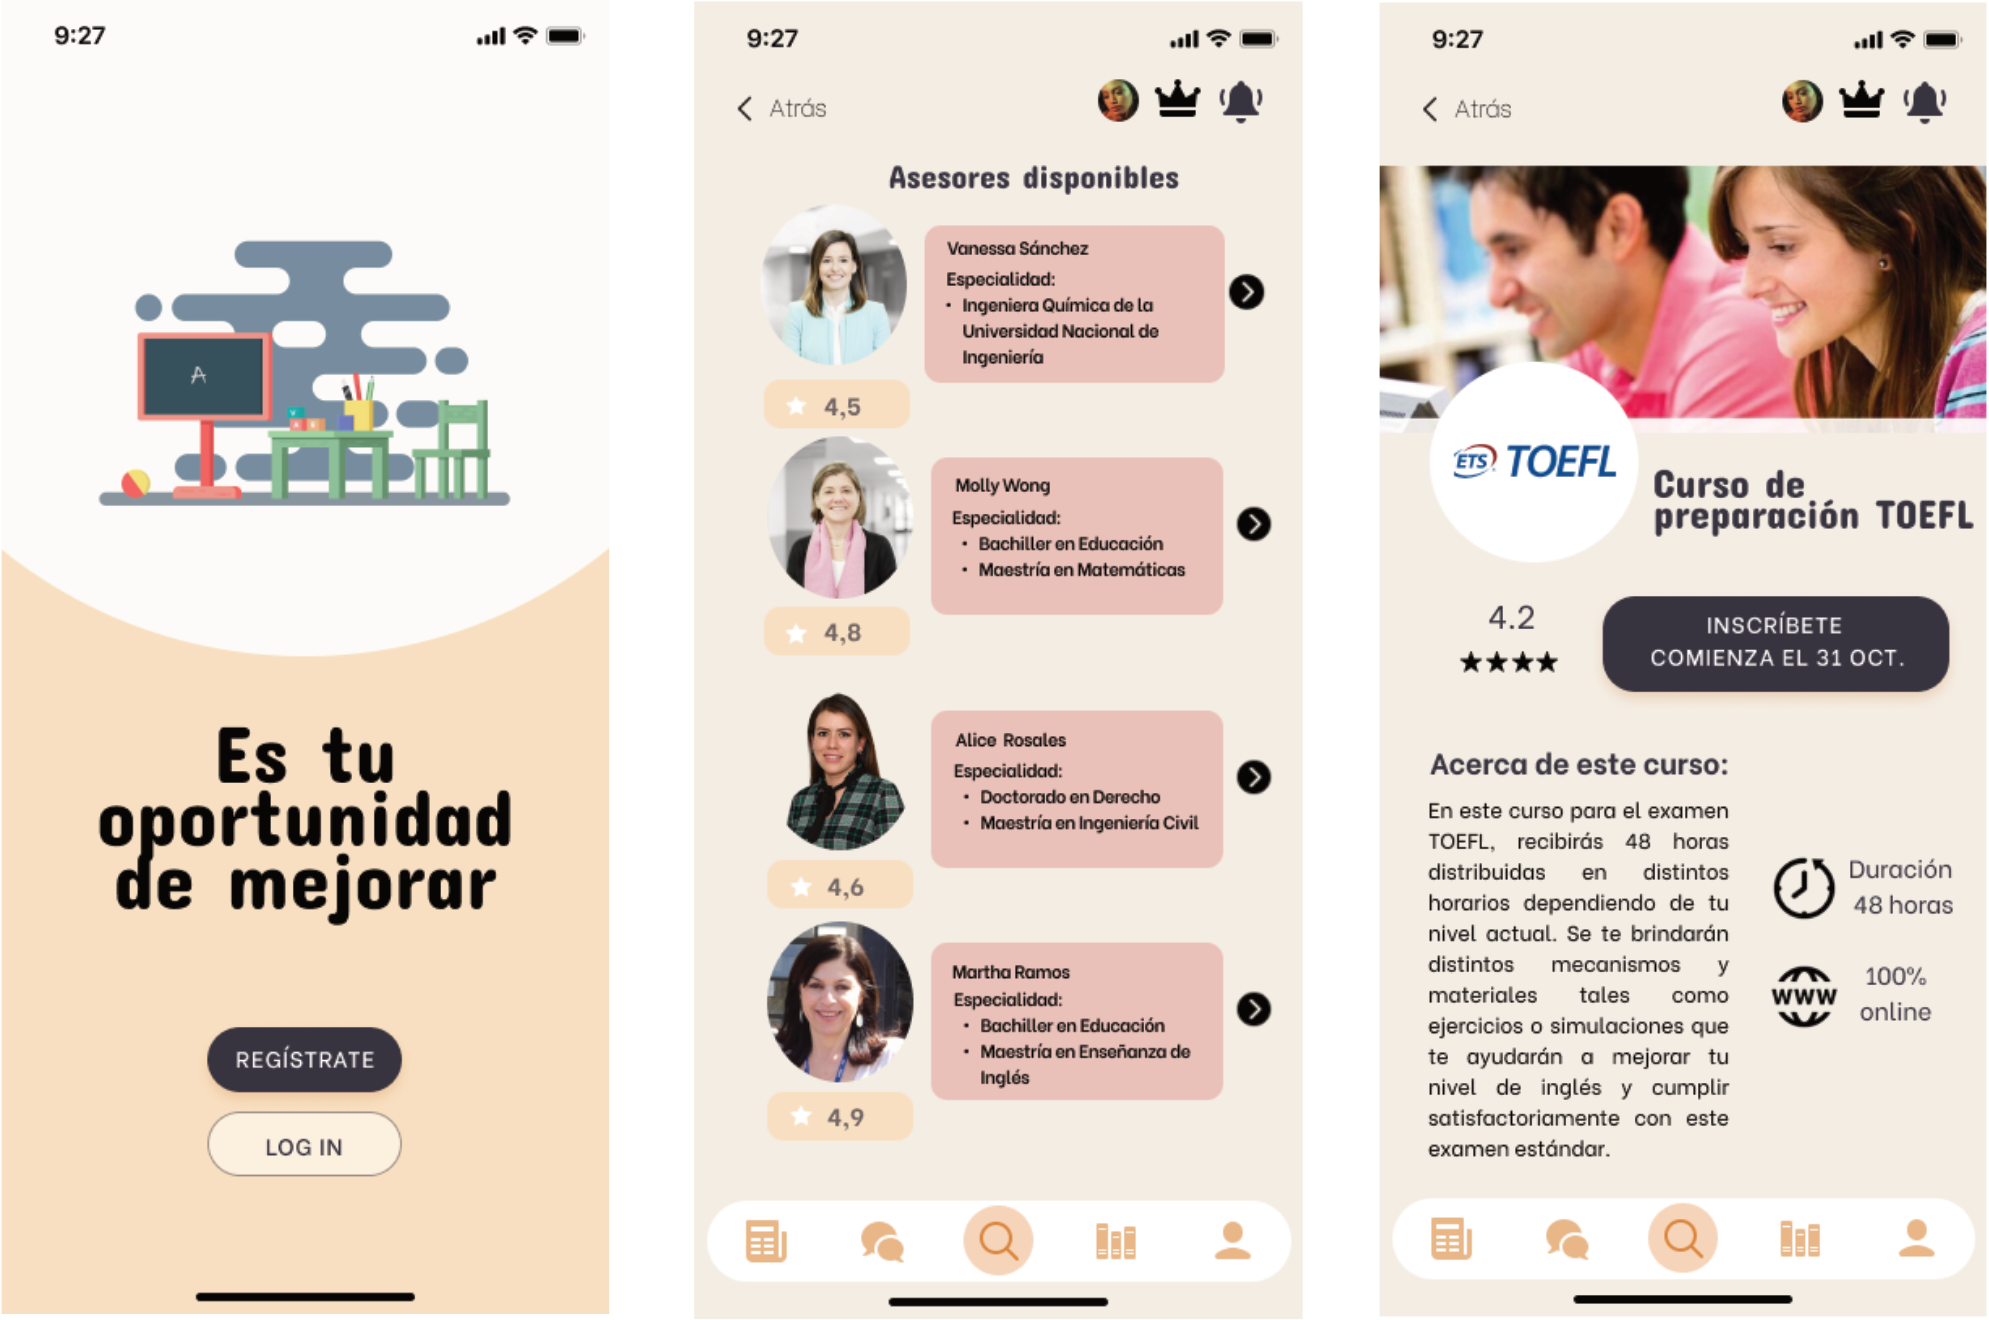 9:27
A
Es tu
oportunidad
de mejorar
REGÍSTRATE
LOG IN
9:27
Atrás
Asesores disponibles
Vanessa Sánchez
Especialidad:
• Ingeniera Química de la
Universidad Nacional de
Ingeniería
4,5
Molly Wong
Especialidad:
• Bachiller en Educación
• Maestría en Matemáticas
4,8
Alice Rosales
Especialidad:
• Doctorado en Derecho
• Maestría en Ingeniería Civil
4,6
Martha Ramos
Especialidad:
• Bachiller en Educación
• Maestría en Enseñanza de
Inglés
4,9
9:27
Atrás
ETS TOEFL
Curso de
preparación TOEFL
4.2
INSCRÍBETE
COMIENZA EL 31 OCT.
Acerca de este curso:
En este curso para el examen
TOEFL, recibirás 48 horas
distribuidas en distintos
horarios dependiendo de tu
nivel actual. Se te brindarán
distintos mecanismos y
materiales tales como
ejercicios o simulaciones que
te ayudarán a mejorar tu
nivel de inglés y cumplir
satisfactoriamente con este
examen estándar.
Duración
48 horas
WWW
100%
online